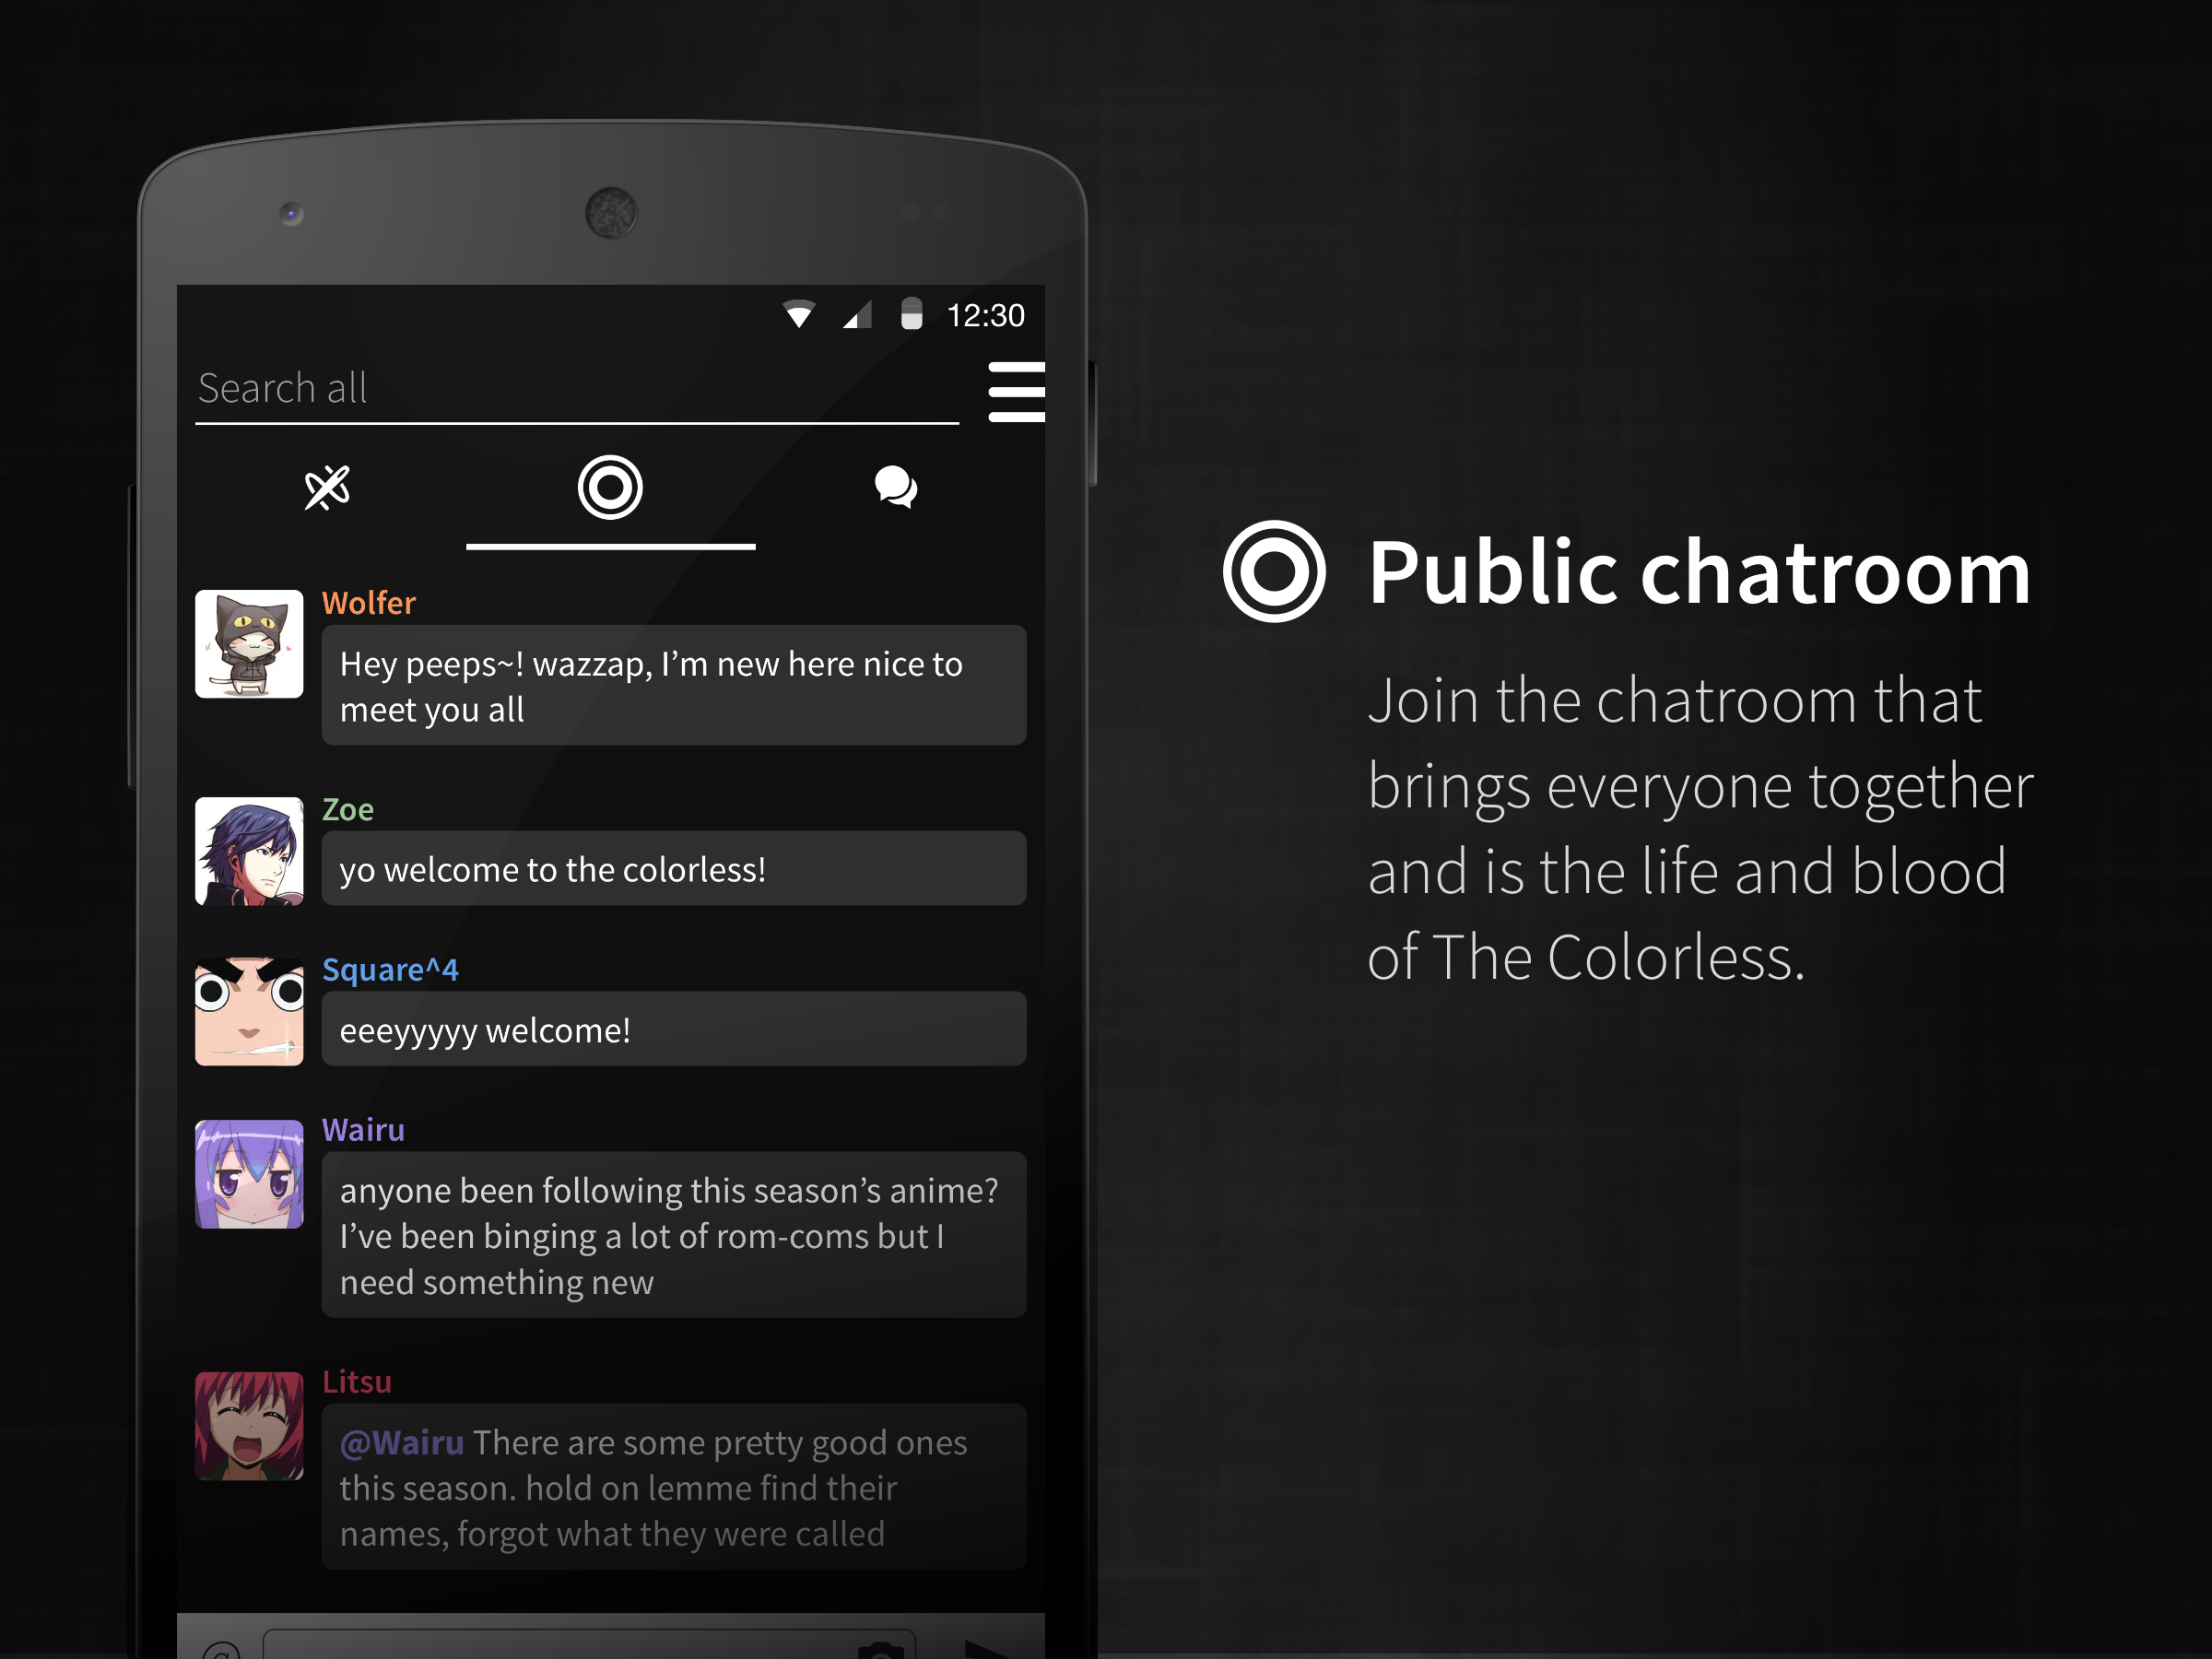 12:30
Search all
Wolfer
Hey peeps~! wazzap, I’m new here nice to
meet you all
Zoe
yo welcome to the colorless!
Square^4
eeeyyyyy welcome!
Wairu
anyone been following this season’s anime?
I’ve been binging a lot of rom-coms but I
need something new
Litsu
@Wairu There are some pretty good ones
this season. hold on lemme find their
names, forgot what they were called
@
Public chatroom
Join the chatroom that
brings everyone together
and is the life and blood
of The Colorless.